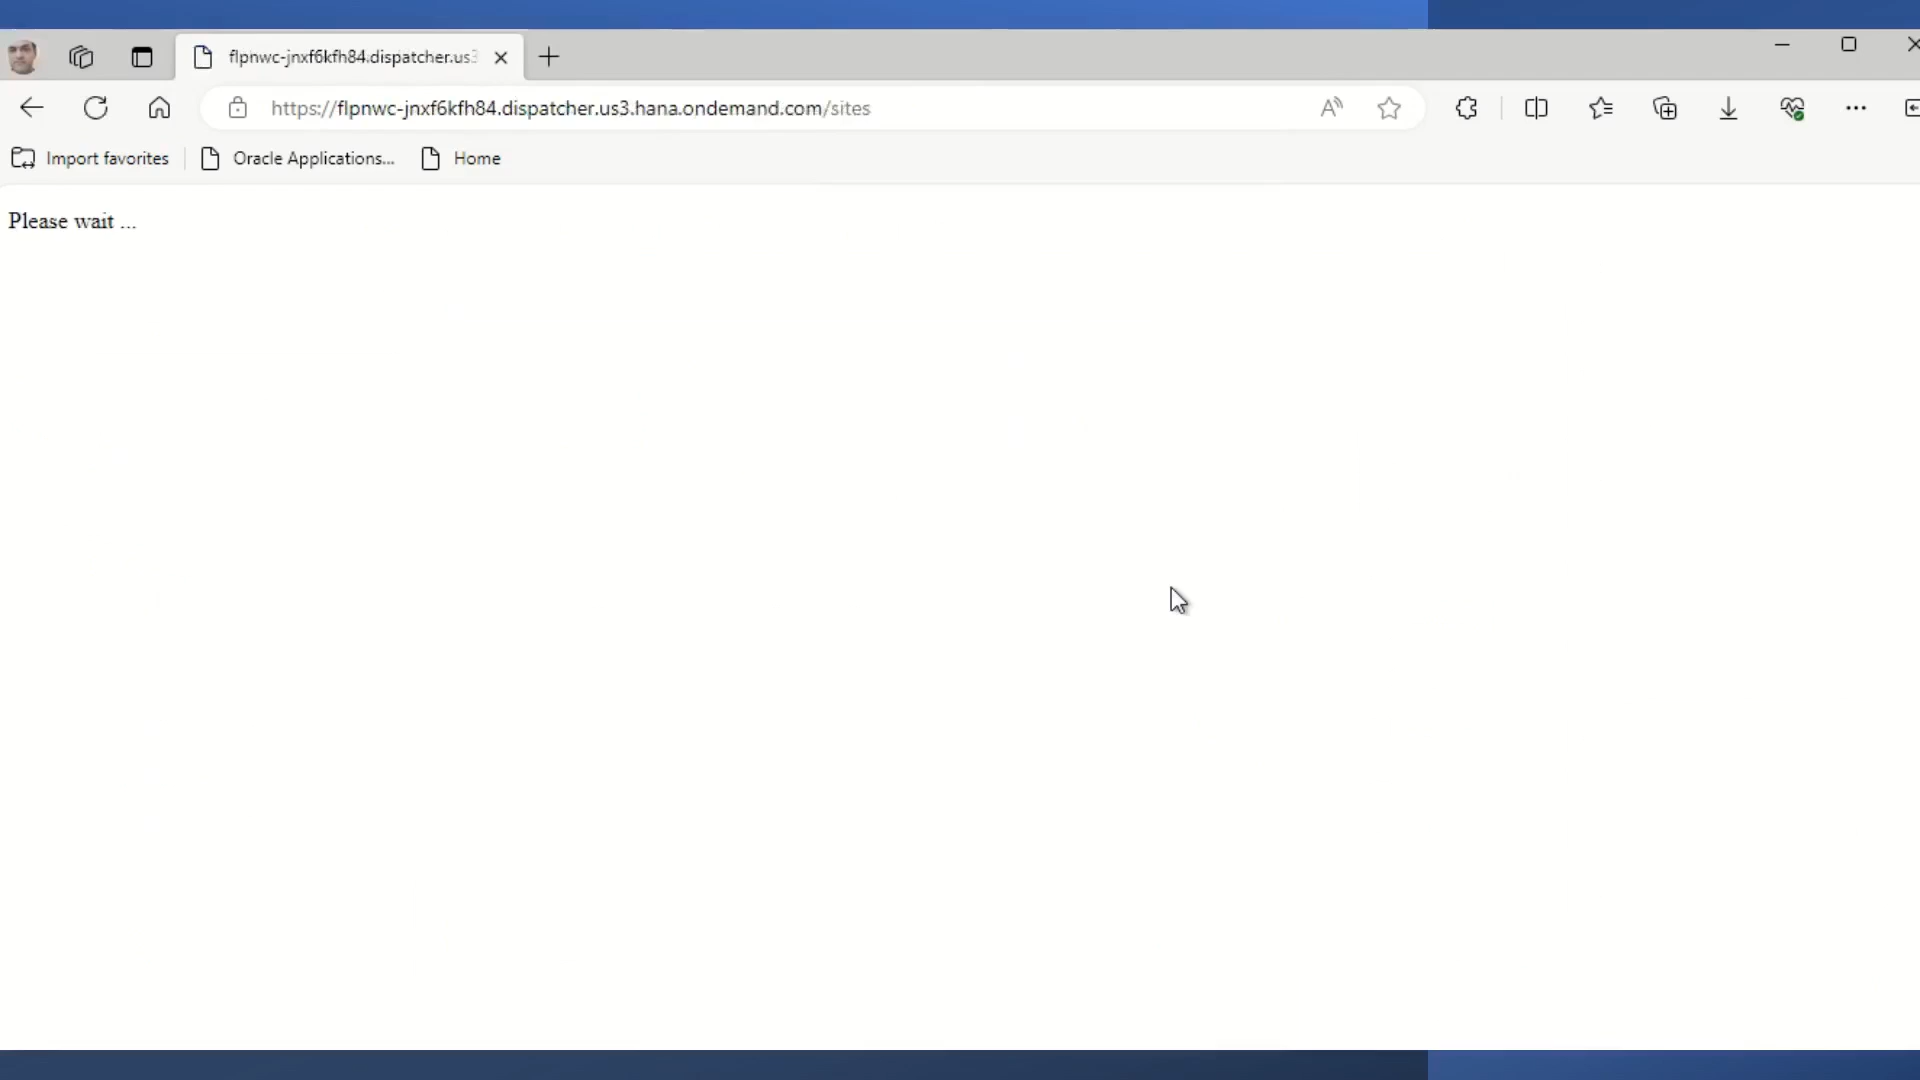 flpnwc-jnxf6kfh84.dispatcher.us3
https://flpnwc-jnxf6kfh84.dispatcher.us3.hana.ondemand.com/sites
Import favorites
Oracle Applications...
Home
Please wait ...